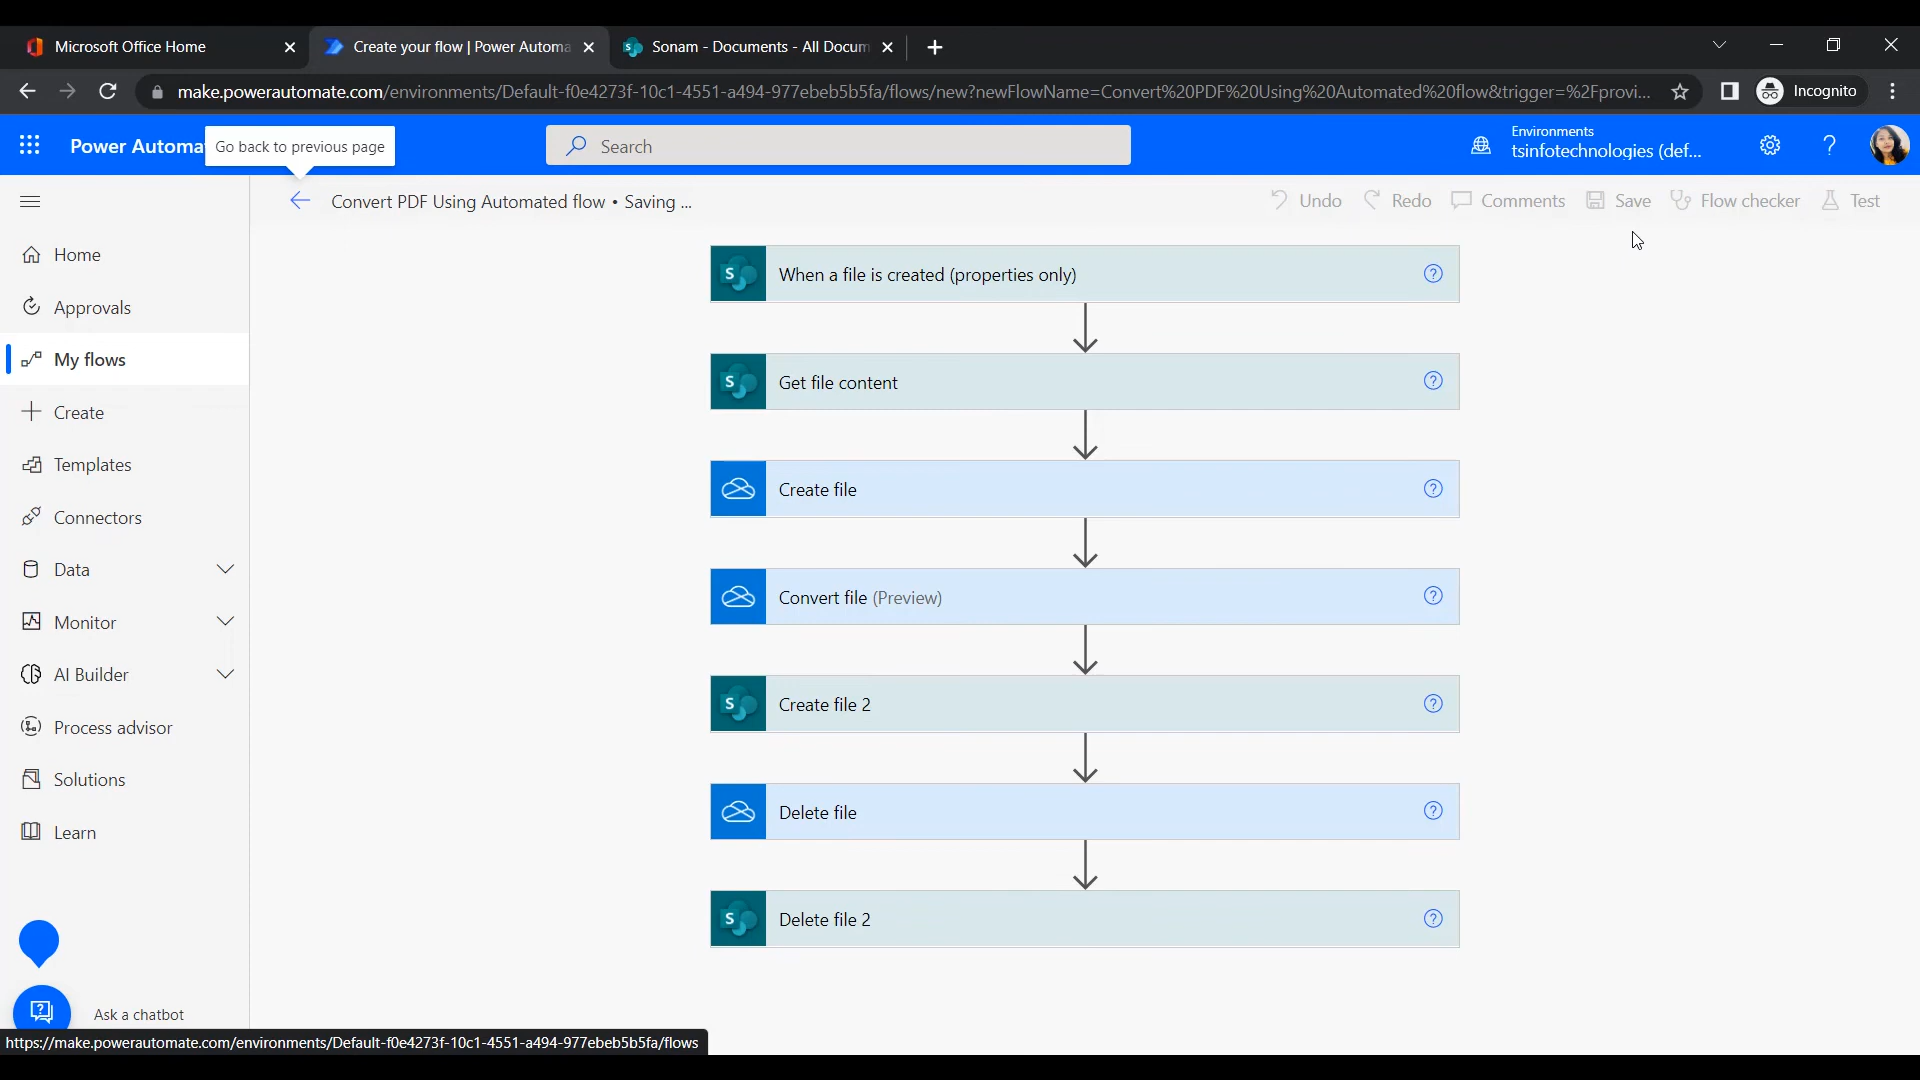 Microsoft Office Home
Create your flow | Power Automa
Sonam - Documents - All Docum
make.powerautomate.com/environments/Default-f0e4273f-10c1-4551-a494-977ebeb5b5fa/flows/new?newFlowName=Convert%20PDF%20Using%20Automated%20flow&trigger=%2Fprovi...
Incognito
Power Automa
Go back to previous page
Search
Environments
tsinfotechnologies (def...
Convert PDF Using Automated flow • Saving ...
Undo
Redo
Comments
Save
Flow checker
Test
Home
Approvals
My flows
Create
Templates
Connectors
Data
Monitor
AI Builder
Process advisor
Solutions
Learn
Ask a chatbot
When a file is created (properties only)
Get file content
Create file
Convert file (Preview)
Create file 2
Delete file
Delete file 2
https://make.powerautomate.com/environments/Default-f0e4273f-10c1-4551-a494-977ebeb5b5fa/flows